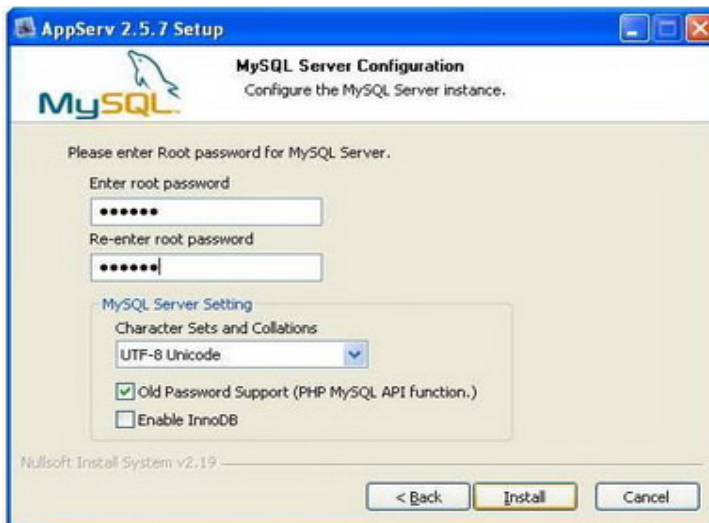 AppServ 2.5.7 Setup
MySQL
MySQL Server Configuration
Configure the MySQL Server instance.
Please enter Root password for MySQL Server.
Enter root password
••••••
Re-enter root password
••••••
MySQL Server Setting
Character Sets and Collations
UTF-8 Unicode
Old Password Support (PHP MySQL API function.)
Enable InnoDB
Nullsoft Install System v2.19
< Back
Install
Cancel